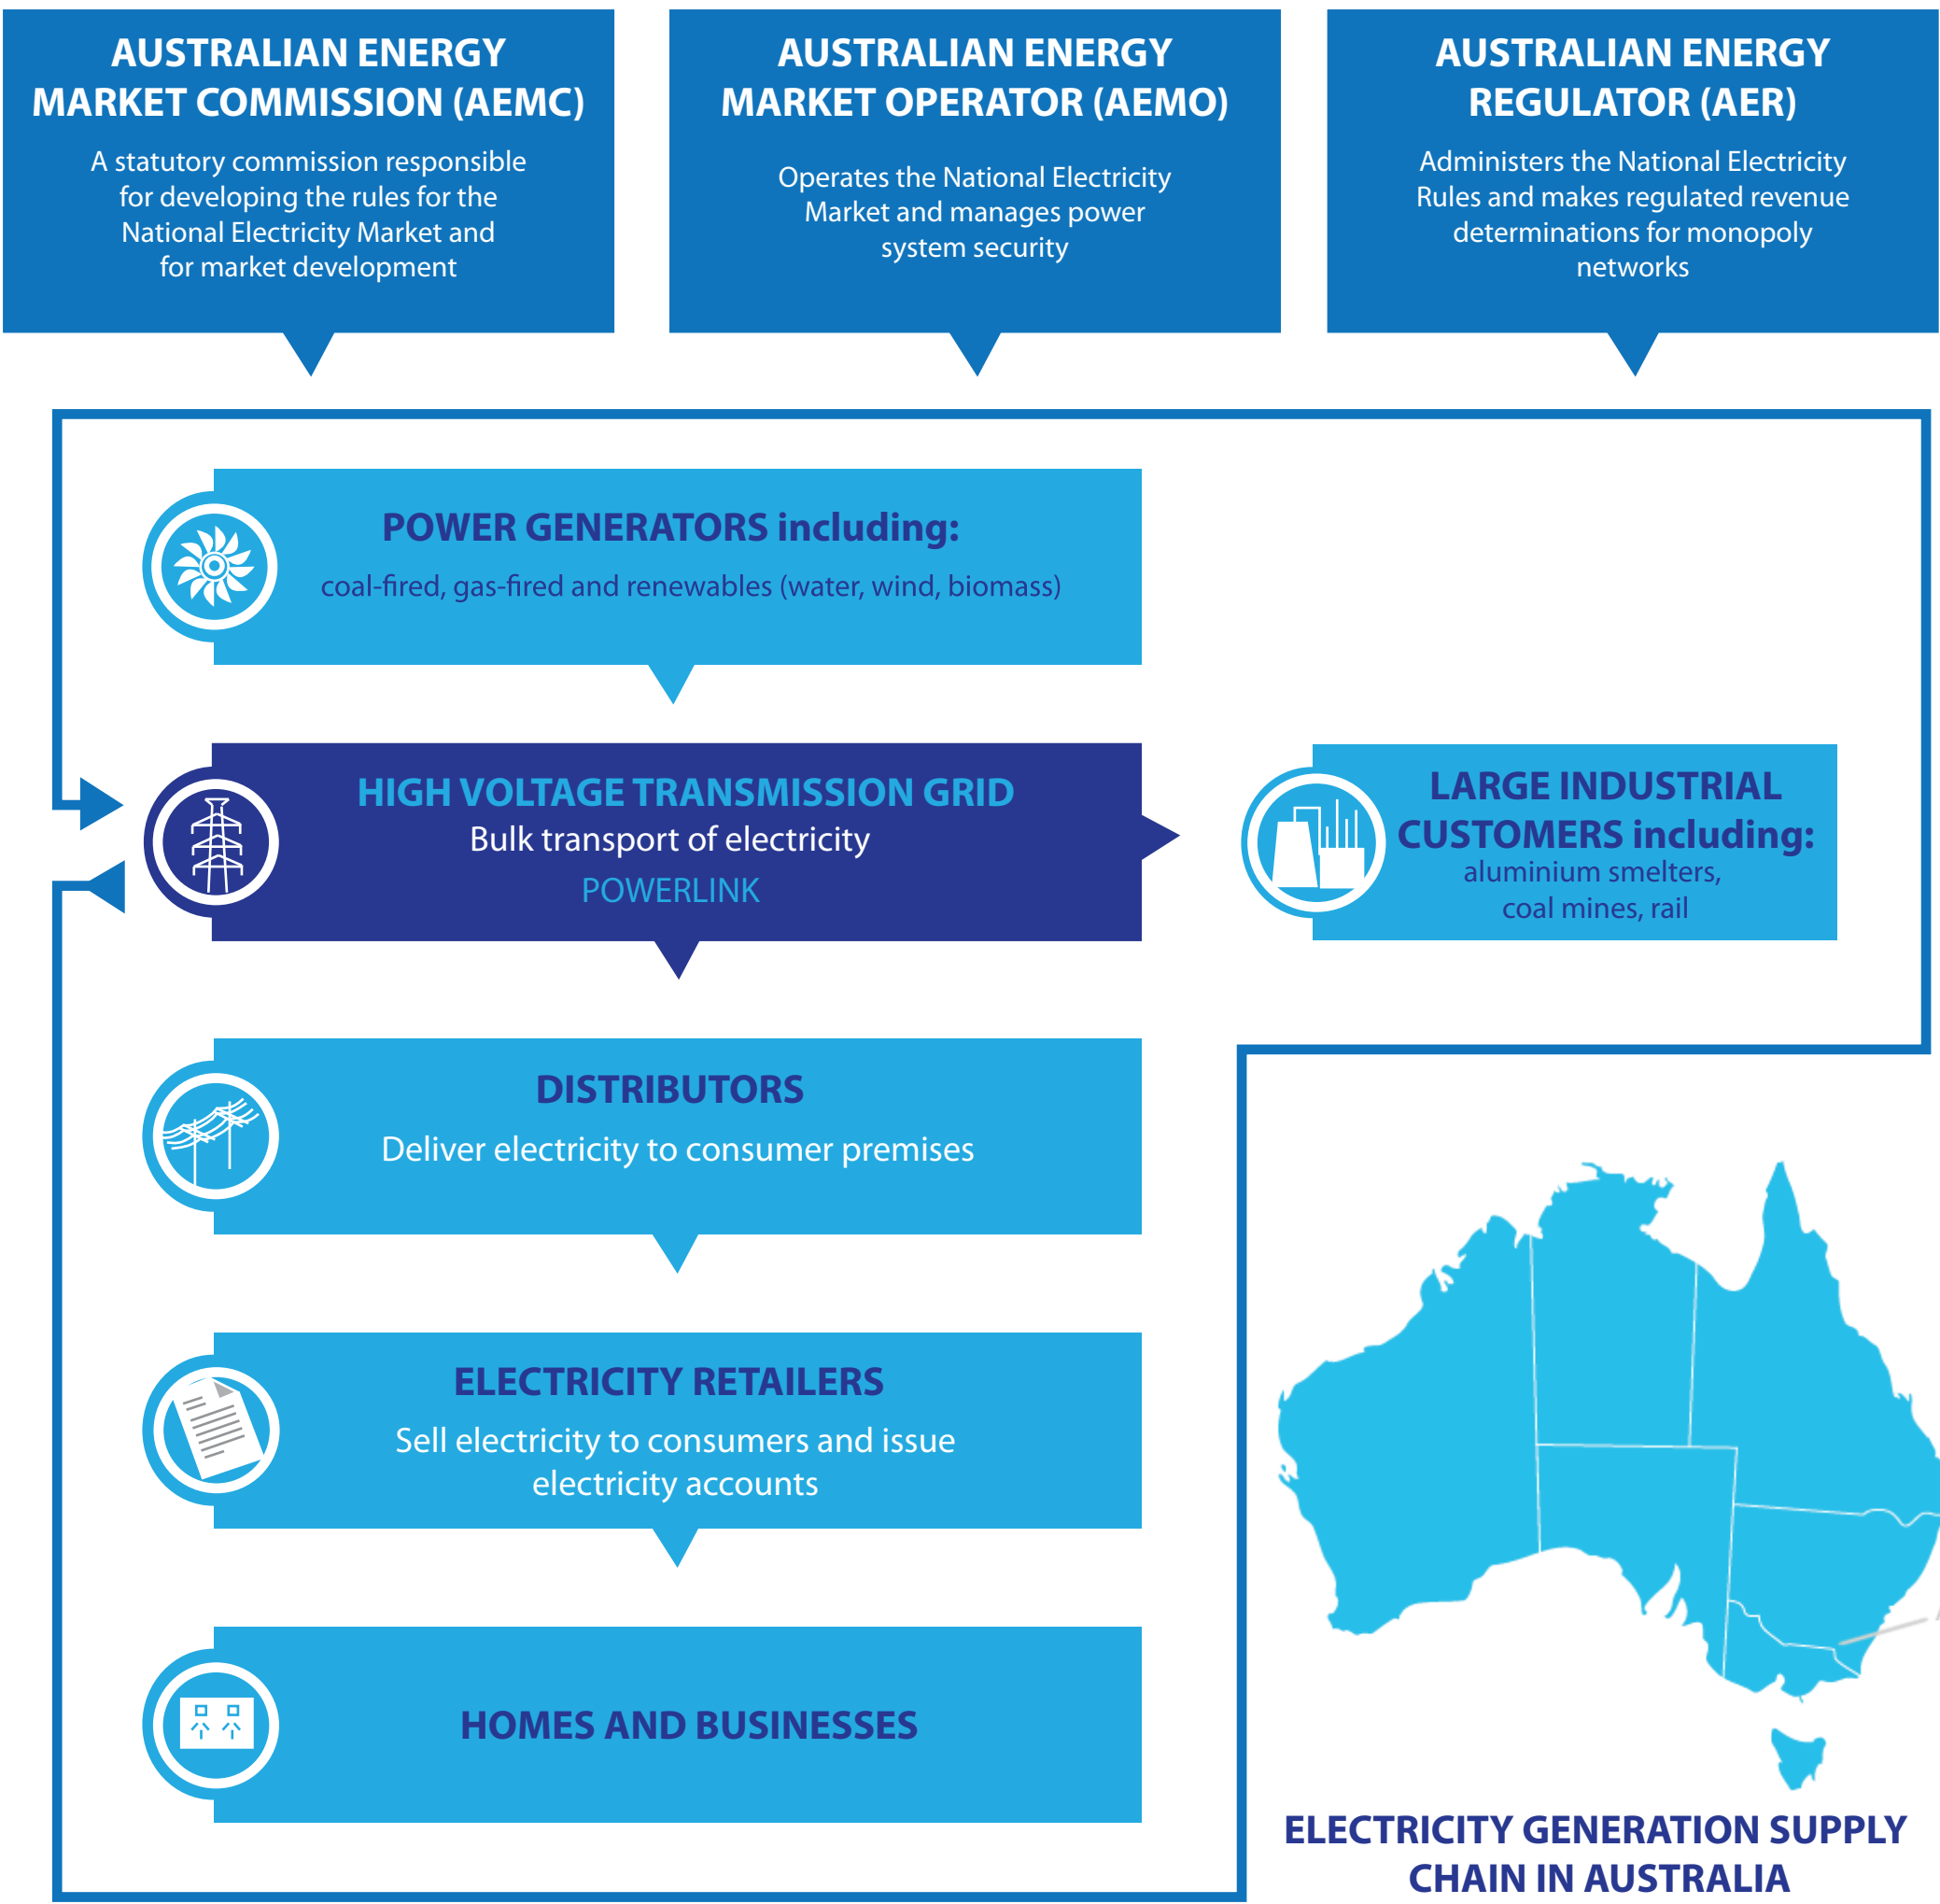 AUSTRALIAN ENERGY
MARKET COMMISSION (AEMC)
A statutory commission responsible
for developing the rules for the
National Electricity Market and
for market development
AUSTRALIAN ENERGY
MARKET OPERATOR (AEMO)
Operates the National Electricity
Market and manages power
system security
AUSTRALIAN ENERGY
REGULATOR (AER)
Administers the National Electricity
Rules and makes regulated revenue
determinations for monopoly
networks
POWER GENERATORS including:
coal-fired, gas-fired and renewables (water, wind, biomass)
HIGH VOLTAGE TRANSMISSION GRID
Bulk transport of electricity
POWERLINK
LARGE INDUSTRIAL
CUSTOMERS including:
aluminium smelters,
coal mines, rail
DISTRIBUTORS
Deliver electricity to consumer premises
ELECTRICITY RETAILERS
Sell electricity to consumers and issue
electricity accounts
HOMES AND BUSINESSES
ELECTRICITY GENERATION SUPPLY
CHAIN IN AUSTRALIA